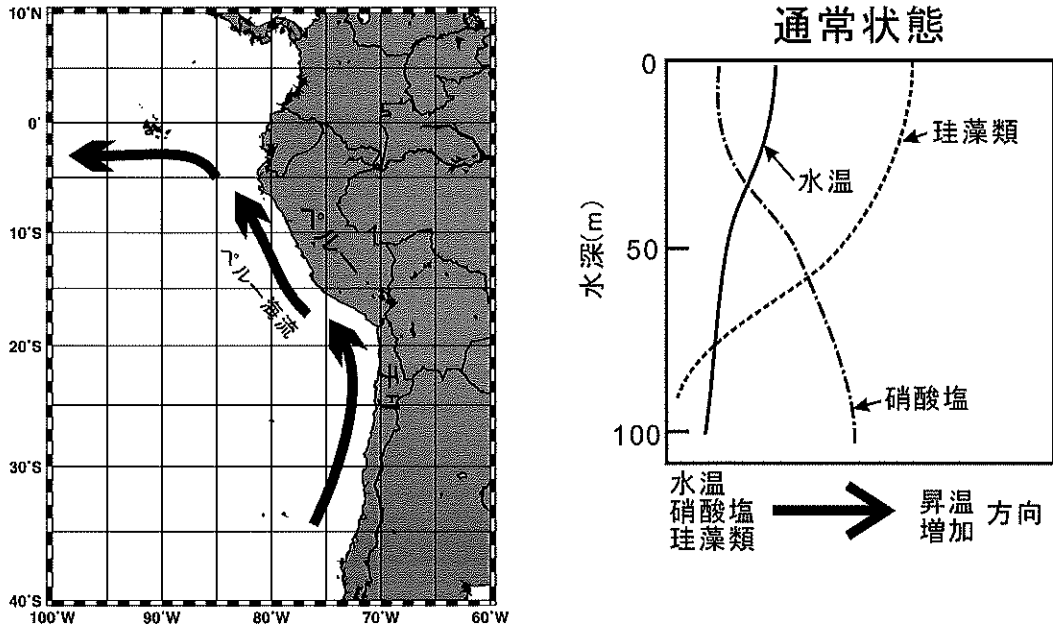 10°N
0°
10°S
20°S
30°S
40°S
100°W
90°W
80°W
70°W
60°W
ペルー
ペルー海流
チリ
通常状態
0
50
100
水深(m)
珪藻類
水温
硝酸塩
水温
硝酸塩
珪藻類
昇温
増加
方向